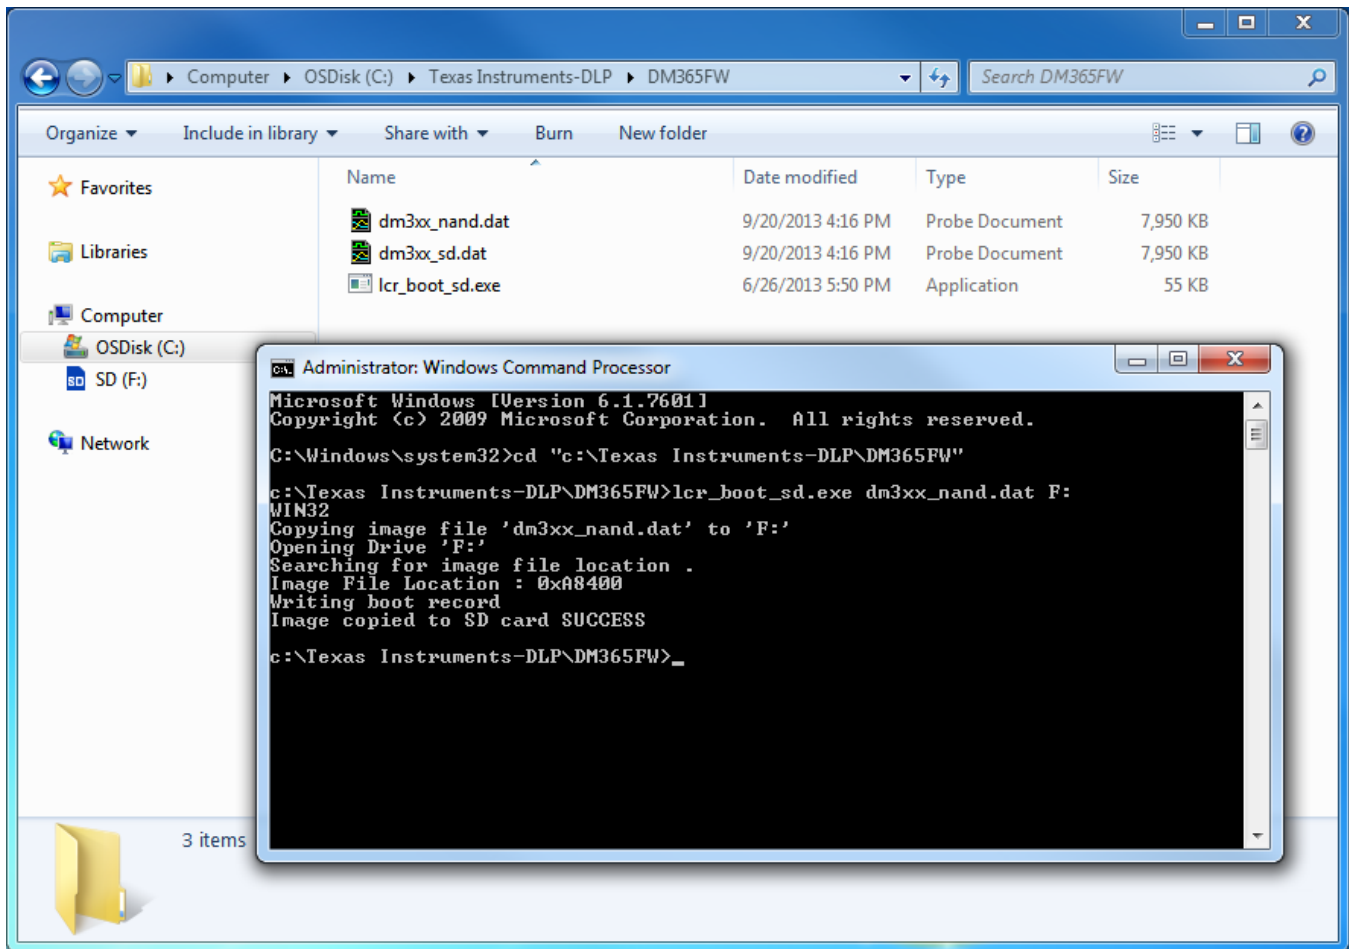 Computer OSDisk (C:) Texas Instruments-DLP DM365FW Search DM365FW
Organize Include in library Share with Burn New folder
Favorites
Libraries
Computer
OSDisk (C:)
SD (F:)
Network
Name Date modified Type Size
dm3xx_nand.dat 9/20/2013 4:16 PM Probe Document 7,950 KB
dm3xx_sd.dat 9/20/2013 4:16 PM Probe Document 7,950 KB
lcr_boot_sd.exe 6/26/2013 5:50 PM Application 55 KB
Administrator: Windows Command Processor
Microsoft Windows [Version 6.1.7601]
Copyright (c) 2009 Microsoft Corporation.  All rights reserved.
C:\Windows\system32>cd "c:\Texas Instruments-DLP\DM365FW"
c:\Texas Instruments-DLP\DM365FW>lcr_boot_sd.exe dm3xx_nand.dat F:
WIN32
Copying image file 'dm3xx_nand.dat' to 'F:'
Opening Drive 'F:'
Searching for image file location .
Image File Location : 0xA8400
Writing boot record
Image copied to SD card SUCCESS
c:\Texas Instruments-DLP\DM365FW>_
3 items